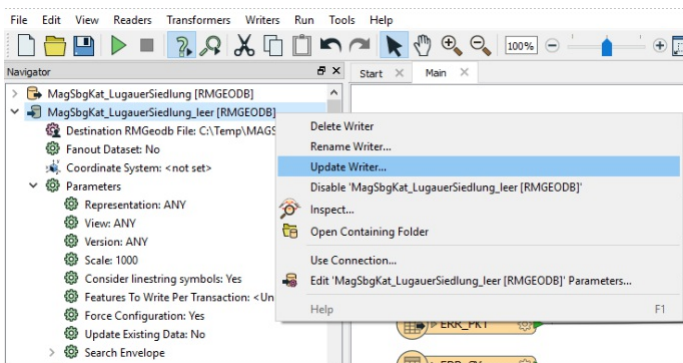 File Edit View Readers Transformers Writers Run Tools Help
100%
Navigator
Start Main
MagSbgKat_LugauerSiedlung [RMGEODB]
MagSbgKat_LugauerSiedlung_leer [RMGEODB]
Destination RMGeodb File: C:\Temp\MAGS
Fanout Dataset: No
Coordinate System: <not set>
Parameters
Representation: ANY
View: ANY
Version: ANY
Scale: 1000
Consider linestring symbols: Yes
Features To Write Per Transaction: <Un
Force Configuration: Yes
Update Existing Data: No
Search Envelope
Delete Writer
Rename Writer...
Update Writer...
Disable 'MagSbgKat_LugauerSiedlung_leer [RMGEODB]'
Inspect...
Open Containing Folder
Use Connection...
Edit 'MagSbgKat_LugauerSiedlung_leer [RMGEODB]' Parameters...
Help F1
ERR_PKT